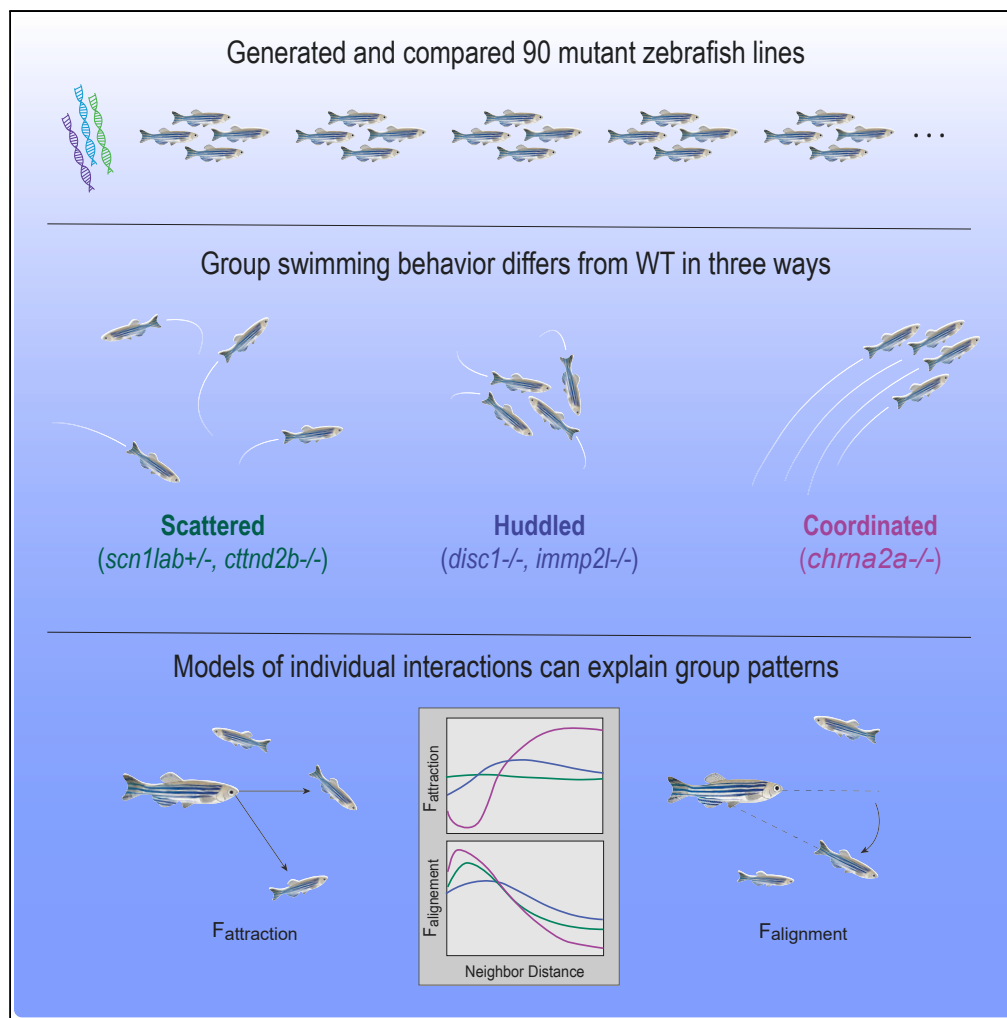 Generated and compared 90 mutant zebrafish lines
...
Group swimming behavior differs from WT in three ways
Scattered
(scn1lab+/-, cttnd2b-/-)
Huddled
(disc1-/-, immp2l-/-)
Coordinated
(chrna2a-/-)
Models of individual interactions can explain group patterns
Fattraction
Fattraction
Falignement
Neighbor Distance
Falignment